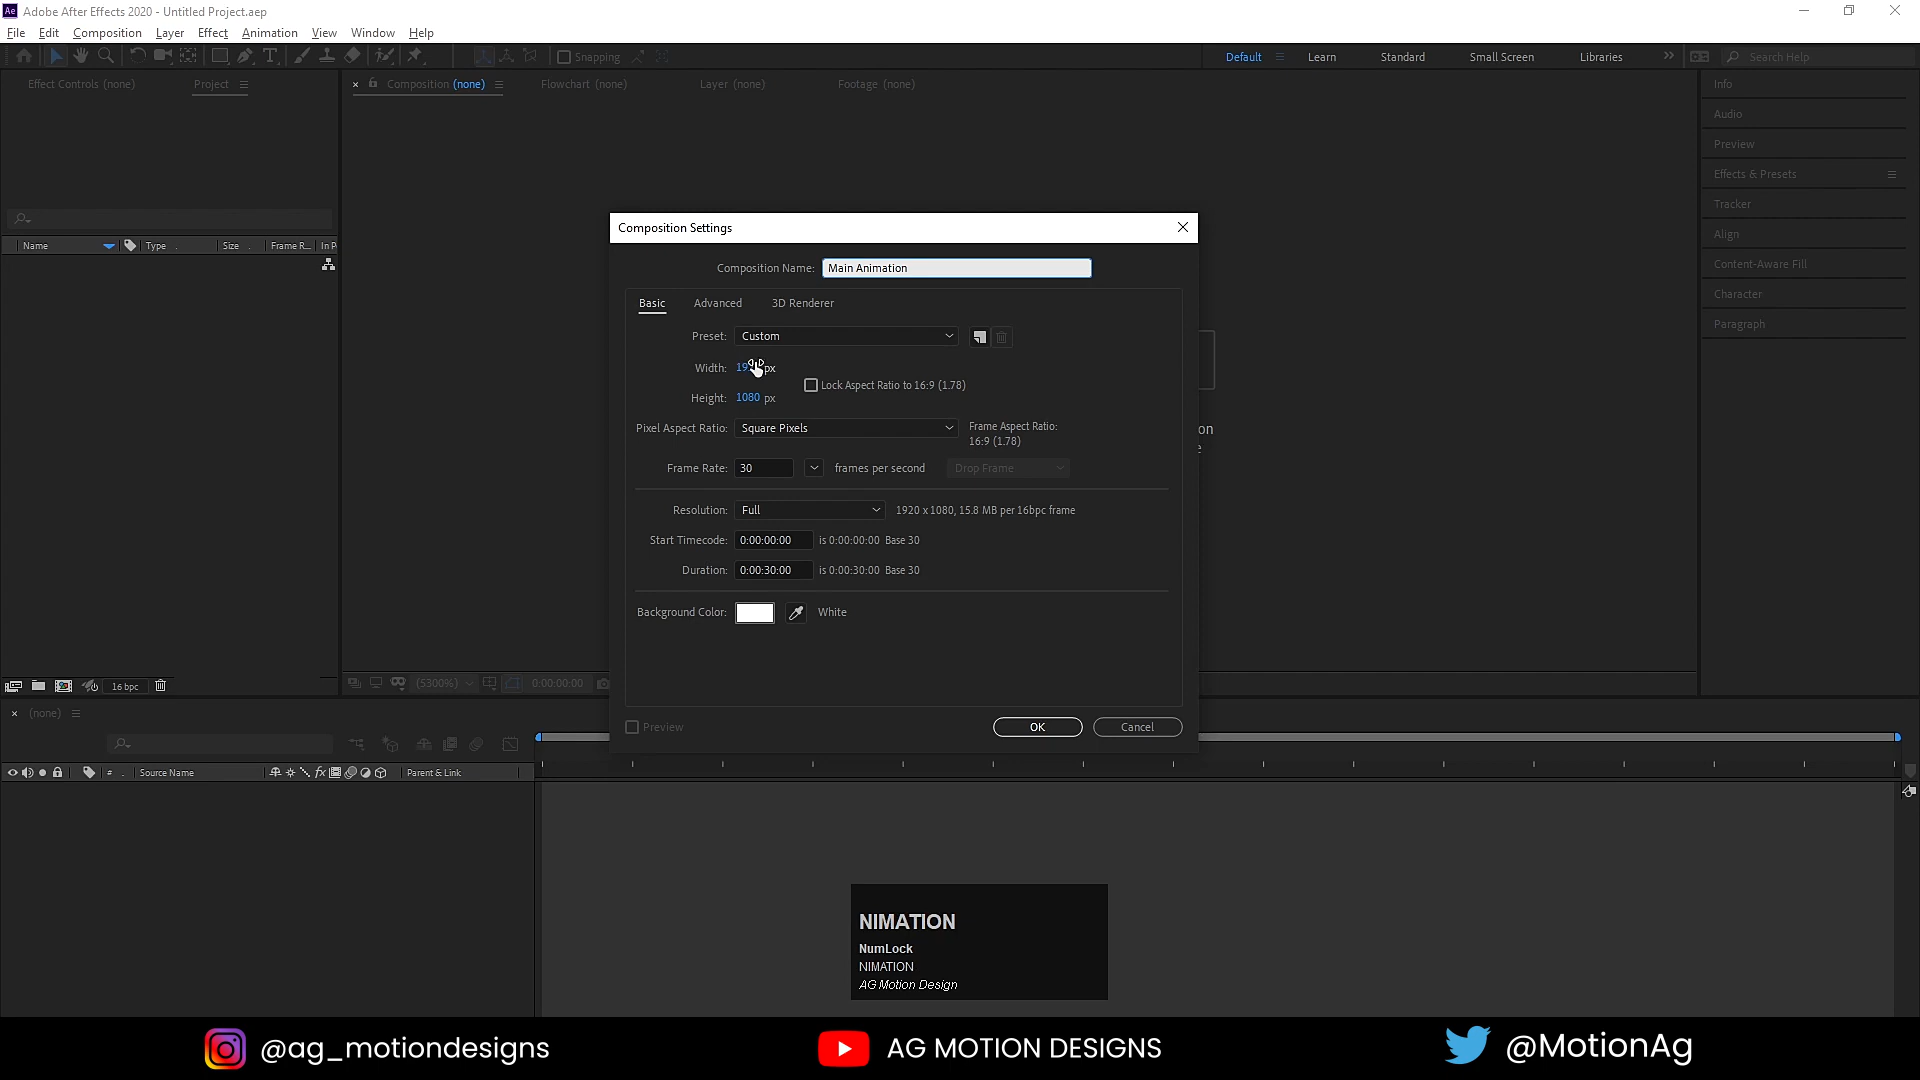 Ae Adobe After Effects 2020 - Untitled Project.aep
File Edit Composition Layer Effect Animation View Window Help
Snapping Default Learn Standard Small Screen Libraries Search Help
Effect Controls (none) Project Composition (none) Flowchart (none) Layer (none) Footage (none)
Info
Audio
Preview
Effects & Presets
Tracker
Align
Content-Aware Fill
Character
Paragraph
Name Type Size Frame R... In P
Composition Settings
Composition Name: Main Animation
Basic Advanced 3D Renderer
Preset: Custom
Width: px
Lock Aspect Ratio to 16:9 (1.78)
Height: 1080 px
Pixel Aspect Ratio: Square Pixels
Frame Aspect Ratio:
16:9 (1.78)
Frame Rate: 30 frames per second Drop Frame
Resolution: Full 1920 x 1080, 15.8 MB per 16bpc frame
Start Timecode: 0:00:00:00 is 0:00:00:00 Base 30
Duration: 0:00:30:00 is 0:00:30:00 Base 30
Background Color: White
Preview OK Cancel
16 bpc (5300%) 0:00:00:00
(none)
# Source Name fx Parent & Link
NIMATION
NumLock
NIMATION
AG Motion Design
@ag_motiondesigns AG MOTION DESIGNS @MotionAg